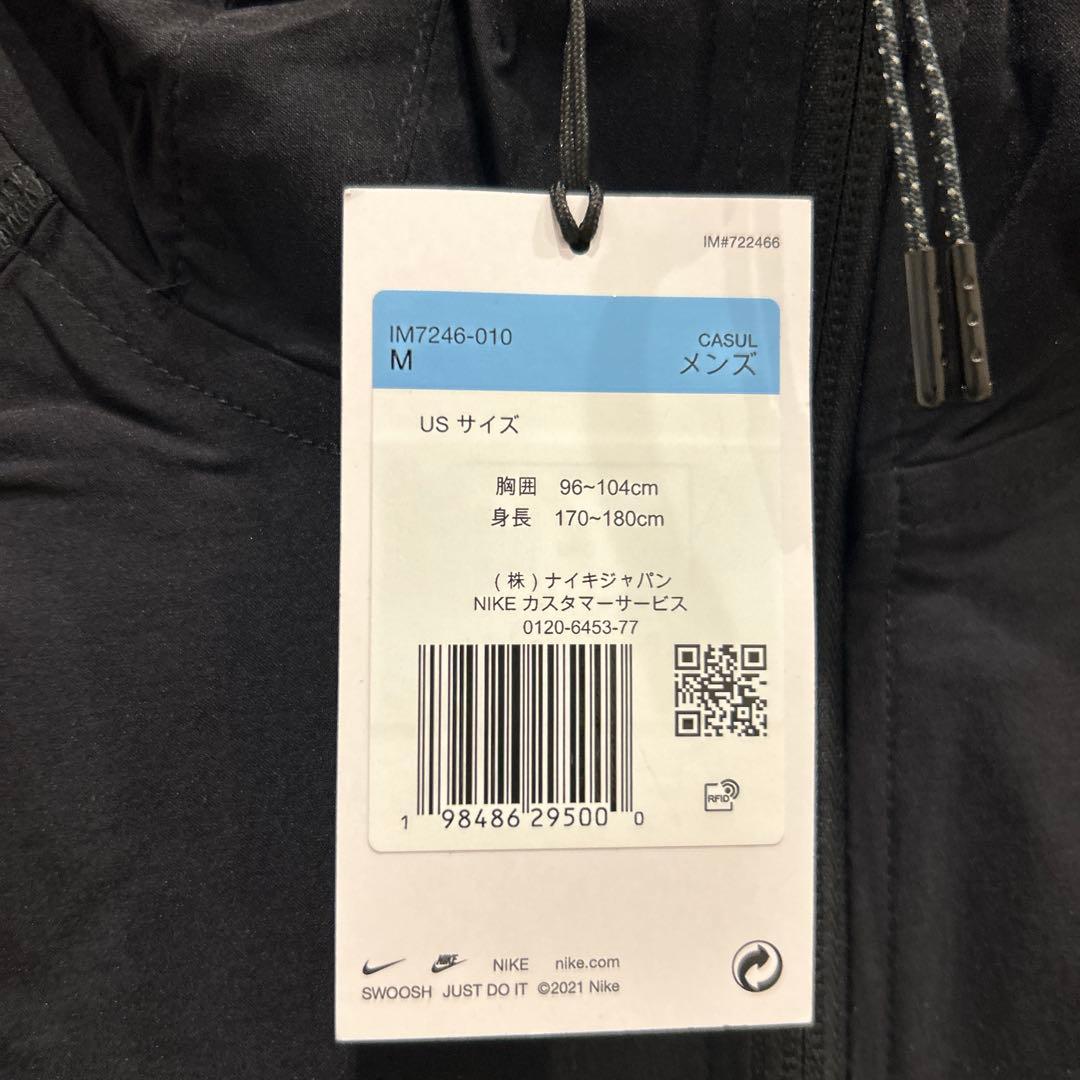 IM#722466
IM7246-010
CASUL
M
メンズ
US サイズ
胸囲 96~104cm
身長 170~180cm
(株)ナイキジャパン
NIKE カスタマーサービス
0120-6453-77
1 98486 29500 0
RFID
NIKE NIKE nike.com
SWOOSH JUST DO IT ©2021 Nike